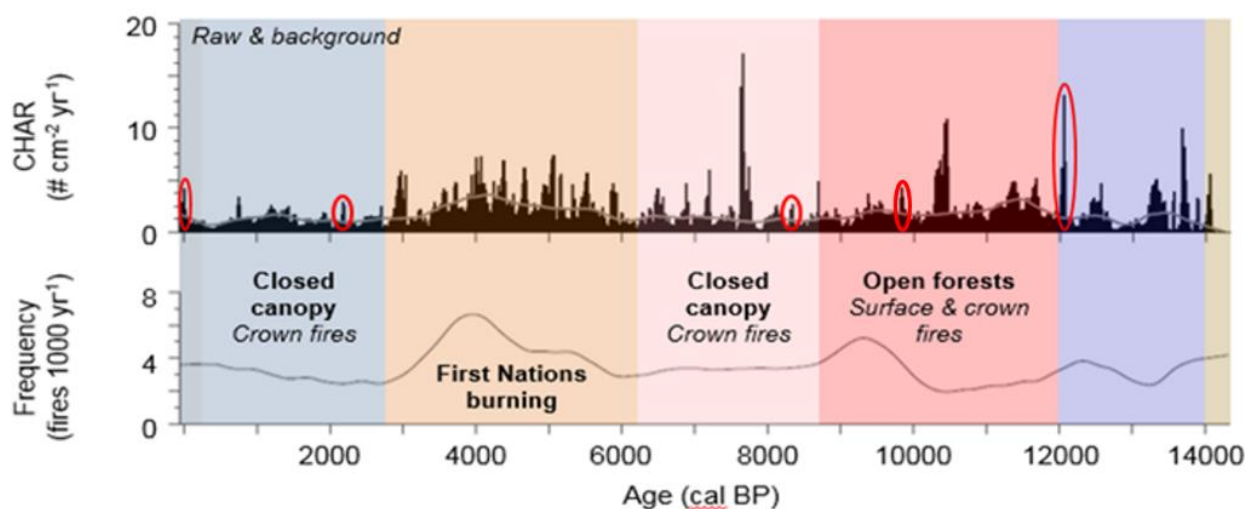 20
10
0
CHAR
(# cm⁻² yr⁻¹)
Raw & background
8
4
0
Frequency
(fires 1000 yr⁻¹)
Closed
canopy
Crown fires
First Nations
burning
Closed
canopy
Crown fires
Open forests
Surface & crown
fires
2000
4000
6000
8000
10000
12000
14000
Age (cal BP)